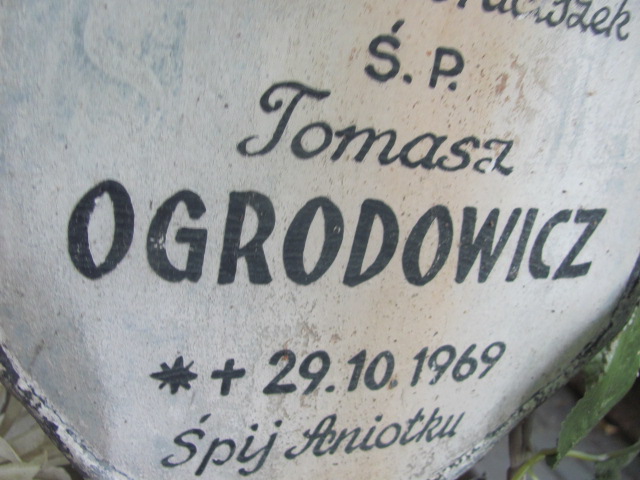 Ś.P.
Tomasz
OGRODOWICZ
*+ 29.10.1969
Śpij Aniołku